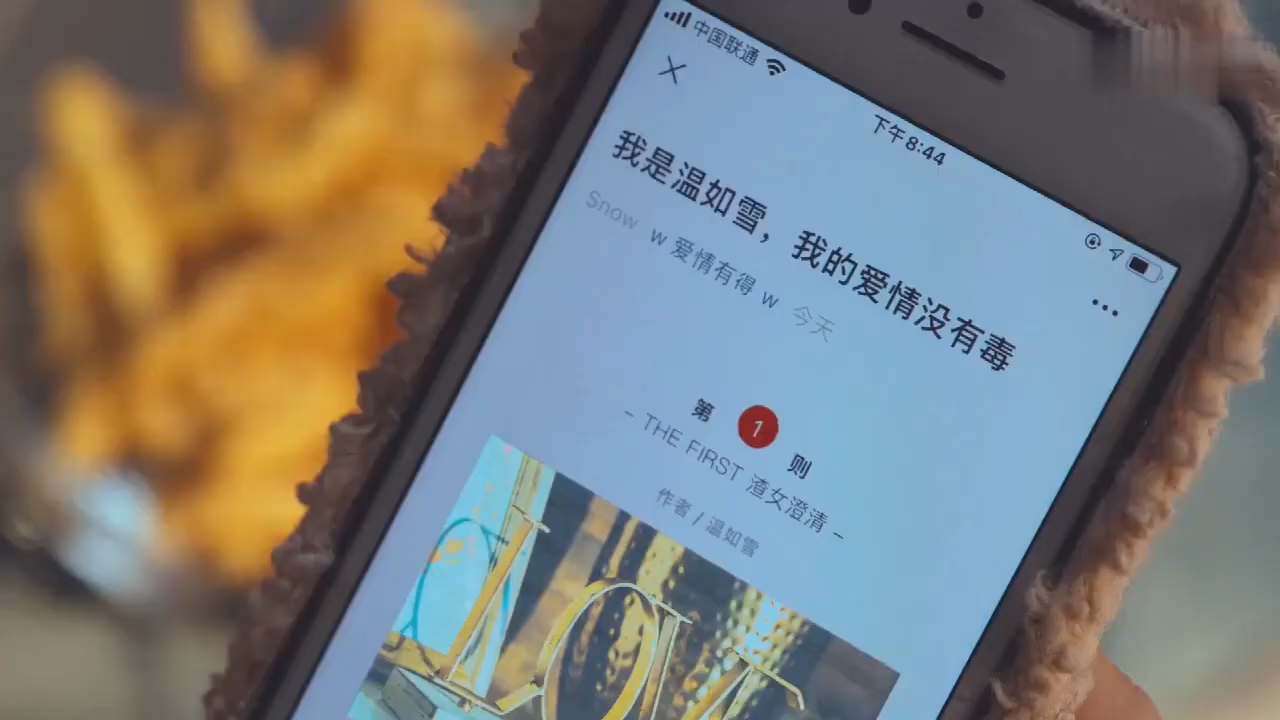 中国联通
下午8:44
我是温如雪，我的爱情没有毒
Snow w 爱情有得 w 今天
第 1 则
- THE FIRST 渣女澄清 -
作者 / 温如雪
LOVE